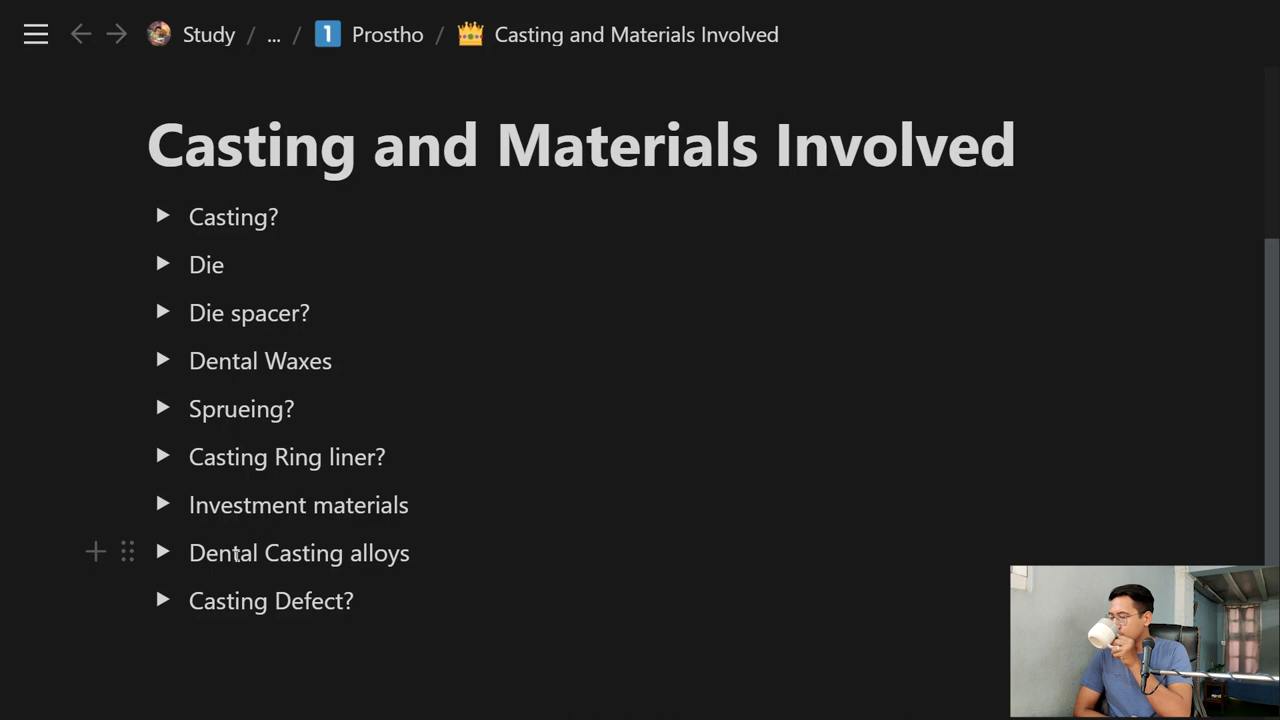 Study / ... / 1 Prostho / Casting and Materials Involved
Casting and Materials Involved
Casting?
Die
Die spacer?
Dental Waxes
Sprueing?
Casting Ring liner?
Investment materials
Dental Casting alloys
Casting Defect?